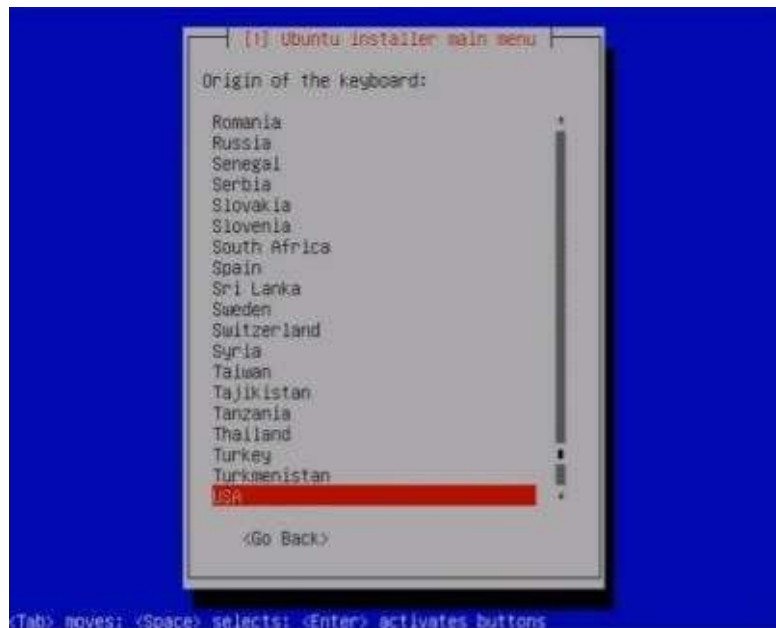 [!] Ubuntu installer main menu
Origin of the keyboard:
Romania
Russia
Senegal
Serbia
Slovakia
Slovenia
South Africa
Spain
Sri Lanka
Sweden
Switzerland
Syria
Taiwan
Tajikistan
Tanzania
Thailand
Turkey
Turkmenistan
USA
<Go Back>
<Tab> moves; <Space> selects; <Enter> activates buttons